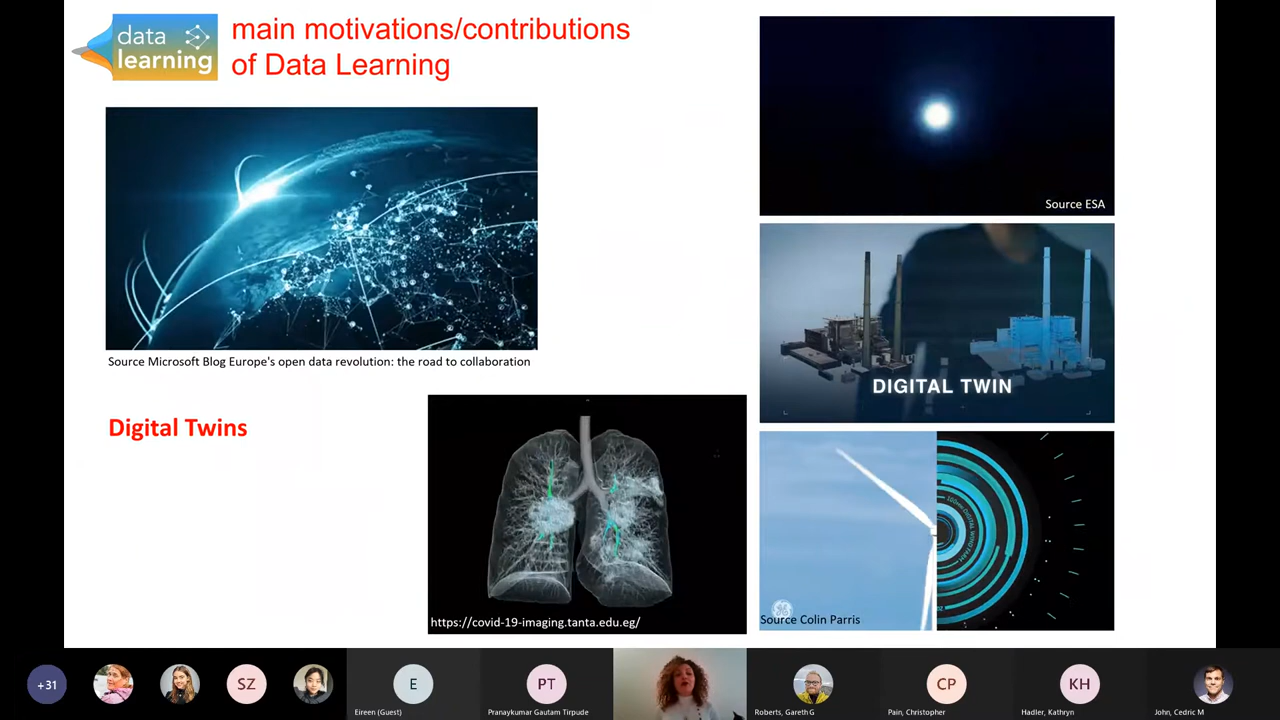 data
learning
main motivations/contributions
of Data Learning
Source ESA
Source Microsoft Blog Europe's open data revolution: the road to collaboration
DIGITAL TWIN
Digital Twins
https://covid-19-imaging.tanta.edu.eg/
Source Colin Parris
+31
SZ
E
Eireen (Guest)
PT
Pranaykumar Gautam Tirpude
Roberts, Gareth G
CP
Pain, Christopher
KH
Hadler, Kathryn
John, Cedric M